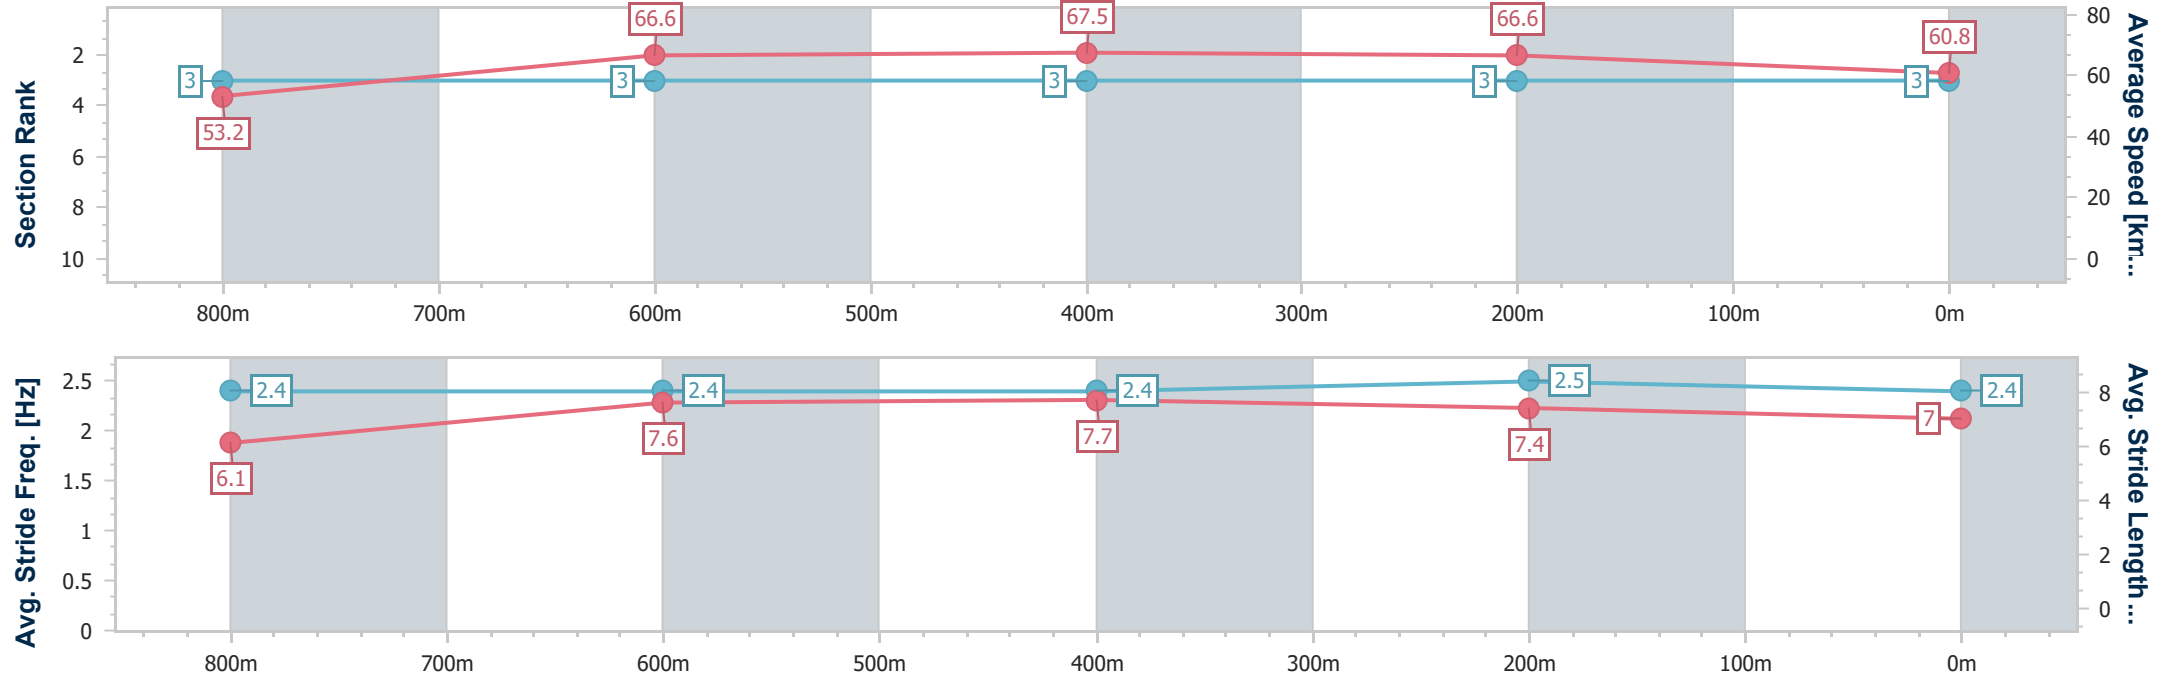 Section Rank
2
4
6
8
10
3
3
3
3
3
53.2
66.6
67.5
66.6
60.8
80
60
40
20
0
Average Speed [km...
800m
700m
600m
500m
400m
300m
200m
100m
0m
Avg. Stride Freq. [Hz]
2.5
2
1.5
1
0.5
0
2.4
2.4
2.4
2.5
2.4
6.1
7.6
7.7
7.4
7
8
6
4
2
0
Avg. Stride Length ...
800m
700m
600m
500m
400m
300m
200m
100m
0m